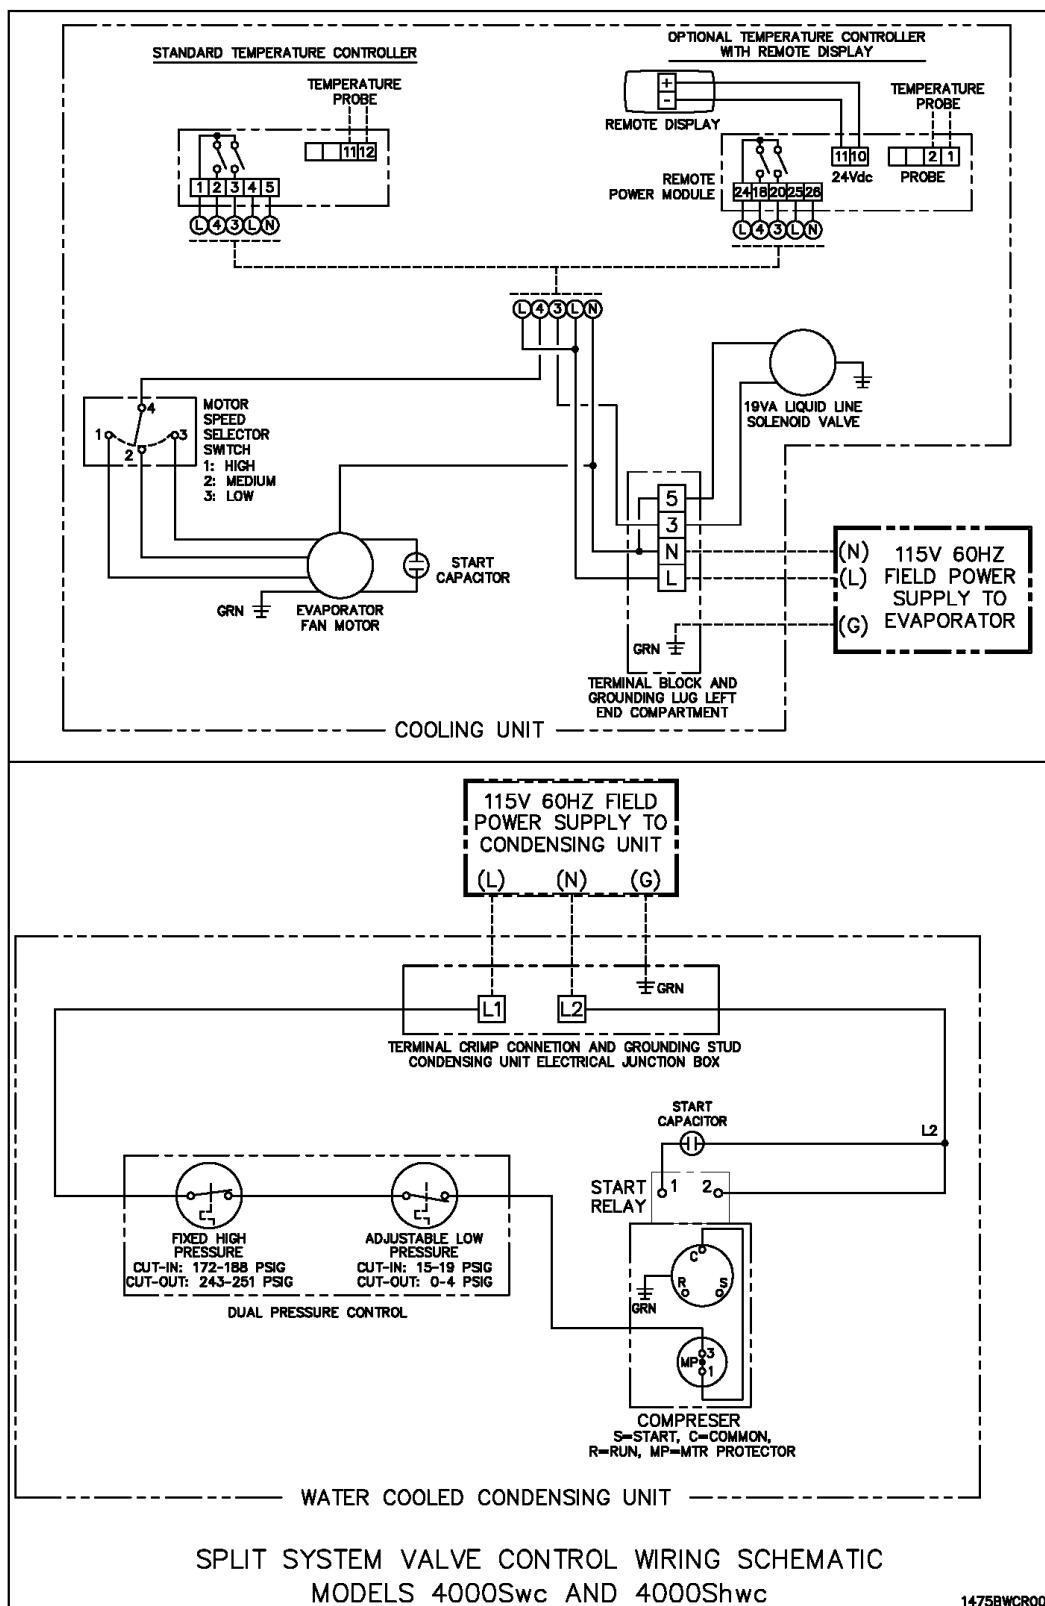 STANDARD TEMPERATURE CONTROLLER
TEMPERATURE
PROBE
11 12
1 2 3 4 5
L 4 3 L N
OPTIONAL TEMPERATURE CONTROLLER
WITH REMOTE DISPLAY
+
-
REMOTE DISPLAY
TEMPERATURE
PROBE
11 10
24Vdc
2 1
PROBE
REMOTE
POWER MODULE
24 18 20 25 26
L 4 3 L N
L 4 3 L N
19VA LIQUID LINE
SOLENOID VALVE
4
1
2
3
MOTOR
SPEED
SELECTOR
SWITCH
1: HIGH
2: MEDIUM
3: LOW
START
CAPACITOR
GRN
EVAPORATOR
FAN MOTOR
5
3
N
L
GRN
TERMINAL BLOCK AND
GROUNDING LUG LEFT
END COMPARTMENT
(N)
(L)
(G)
115V 60HZ
FIELD POWER
SUPPLY TO
EVAPORATOR
COOLING UNIT
115V 60HZ FIELD
POWER SUPPLY TO
CONDENSING UNIT
(L) (N) (G)
GRN
L1
L2
TERMINAL CRIMP CONNETION AND GROUNDING STUD
CONDENSING UNIT ELECTRICAL JUNCTION BOX
START
CAPACITOR
L2
START
RELAY
1
2
FIXED HIGH
PRESSURE
CUT-IN: 172-188 PSIG
CUT-OUT: 243-251 PSIG
ADJUSTABLE LOW
PRESSURE
CUT-IN: 15-19 PSIG
CUT-OUT: 0-4 PSIG
DUAL PRESSURE CONTROL
C
R
S
GRN
MP
3
1
COMPRESER
S=START, C=COMMON,
R=RUN, MP=MTR PROTECTOR
WATER COOLED CONDENSING UNIT
SPLIT SYSTEM VALVE CONTROL WIRING SCHEMATIC
MODELS 4000Swc AND 4000Shwc
1475BWCR00